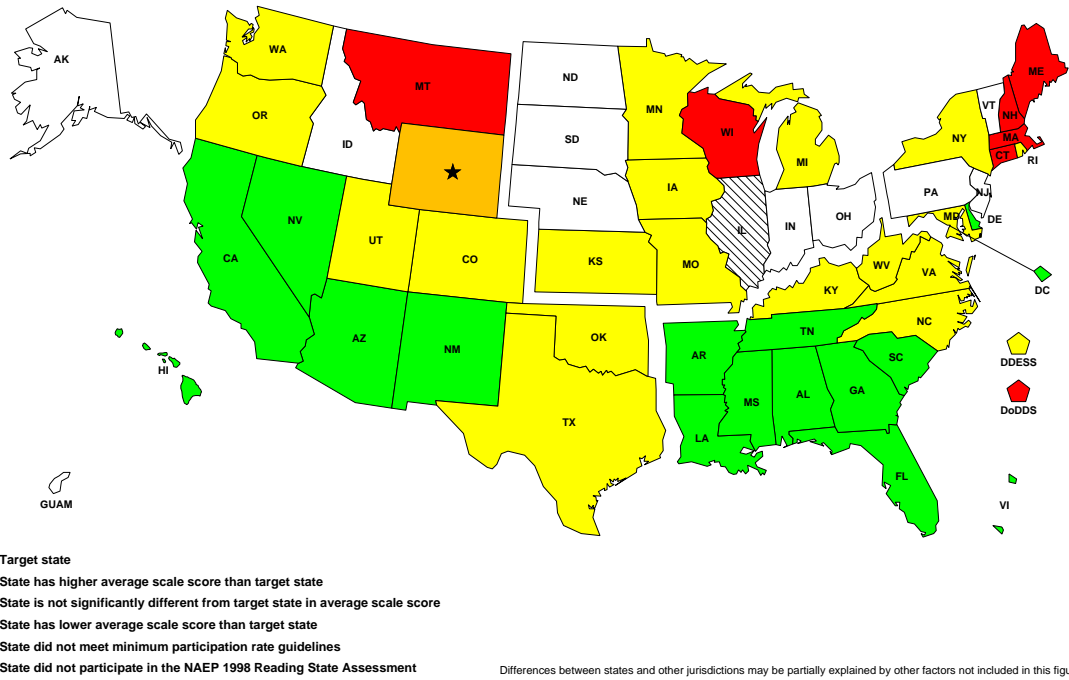 AK
WA
MT
ND
MN
ME
VT
NH
OR
ID
SD
WI
NY
MA
MI
CT
RI
IA
NE
PA
NJ
NV
IL
IN
OH
MD
DE
UT
CO
CA
KS
MO
WV
VA
KY
DC
AZ
NM
OK
TN
NC
AR
SC
DDESS
HI
MS
AL
GA
DoDDS
TX
LA
FL
GUAM
VI
Target state
State has higher average scale score than target state
State is not significantly different from target state in average scale score
State has lower average scale score than target state
State did not meet minimum participation rate guidelines
State did not participate in the NAEP 1998 Reading State Assessment
Differences between states and other jurisdictions may be partially explained by other factors not included in this figu